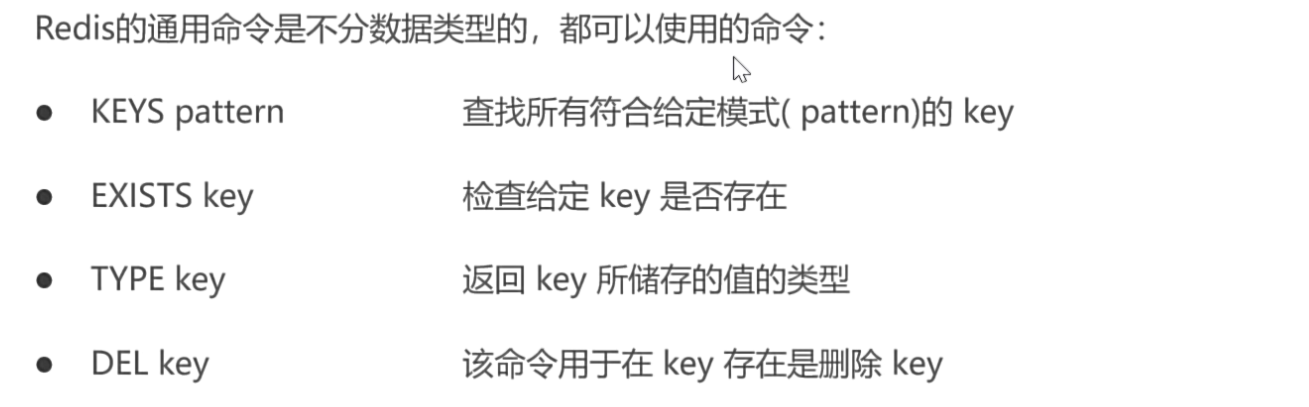 Redis的通用命令是不分数据类型的，都可以使用的命令：
● KEYS pattern 查找所有符合给定模式( pattern)的 key
● EXISTS key 检查给定 key 是否存在
● TYPE key 返回 key 所储存的值的类型
● DEL key 该命令用于在 key 存在是删除 key